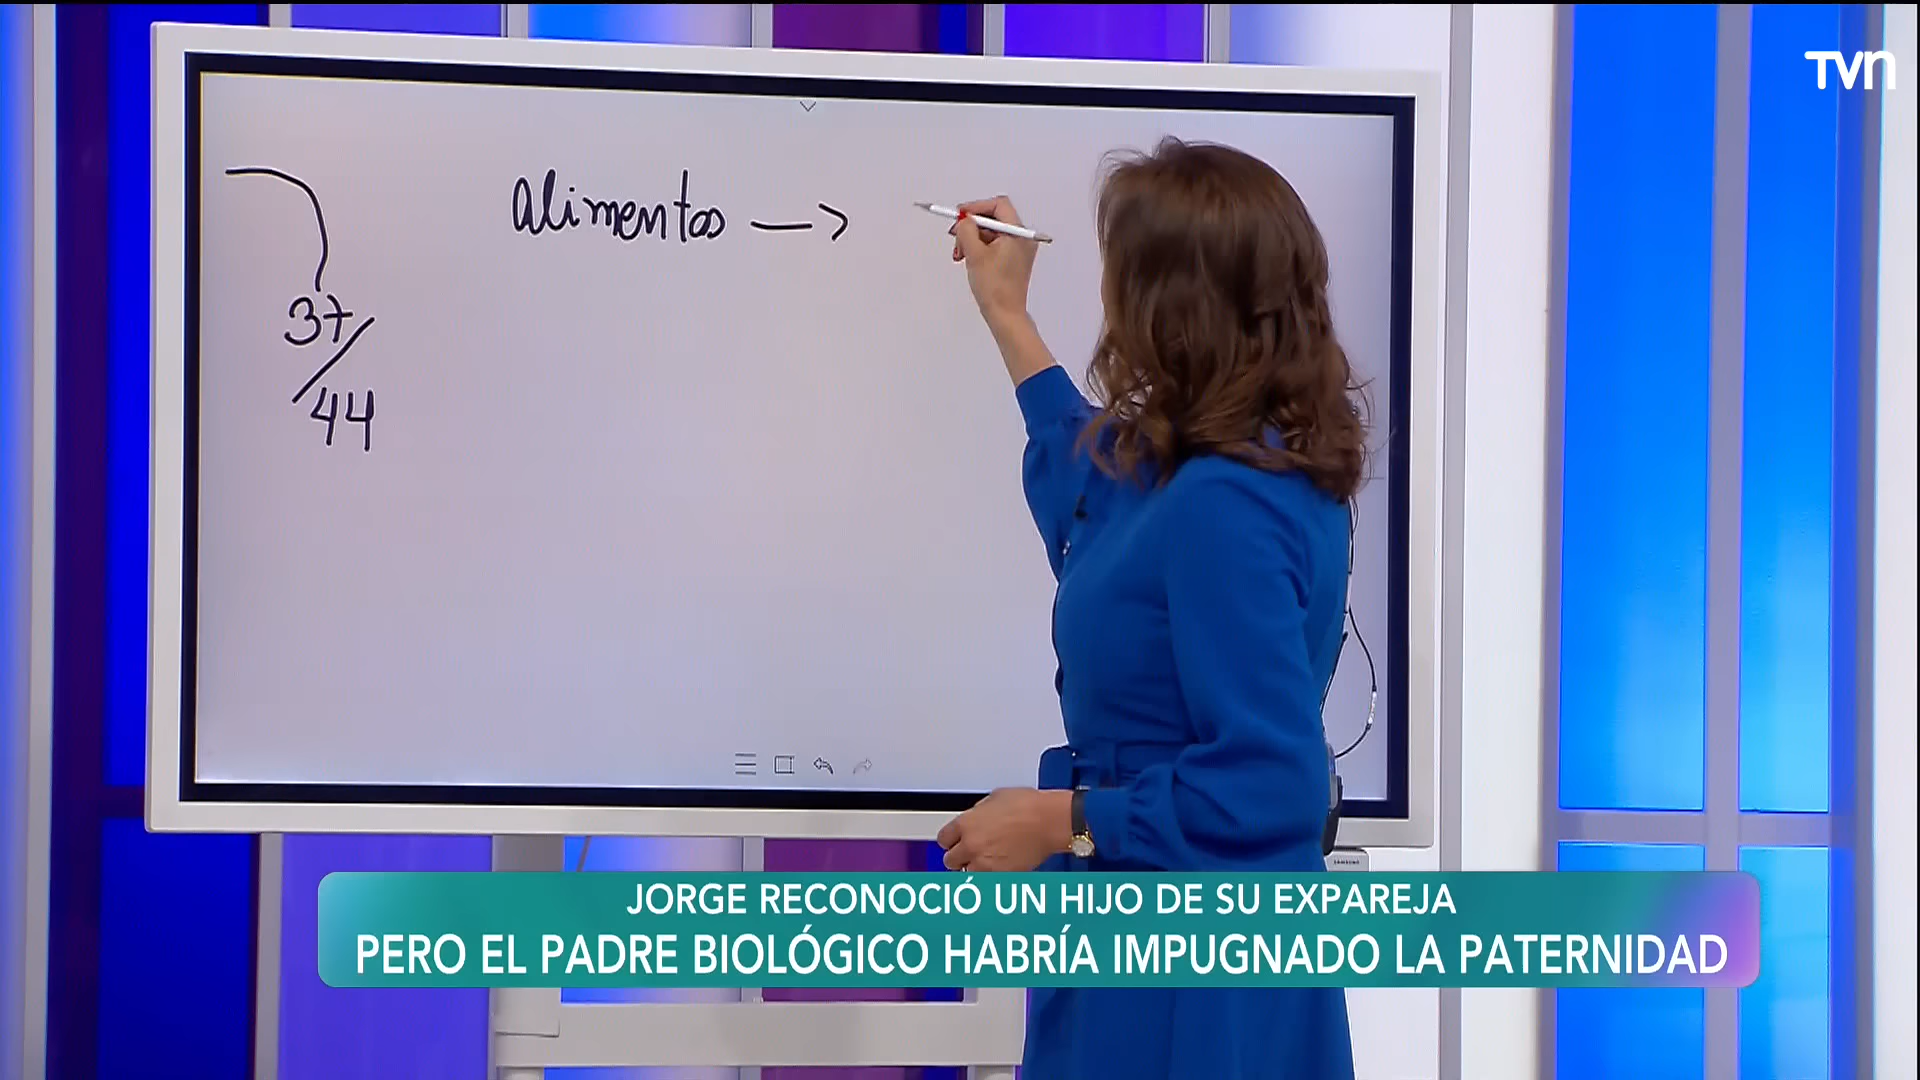 TVN
alimentos —>
37/
44
SAMSUNG
JORGE RECONOCIÓ UN HIJO DE SU EXPAREJA
PERO EL PADRE BIOLÓGICO HABRÍA IMPUGNADO LA PATERNIDAD